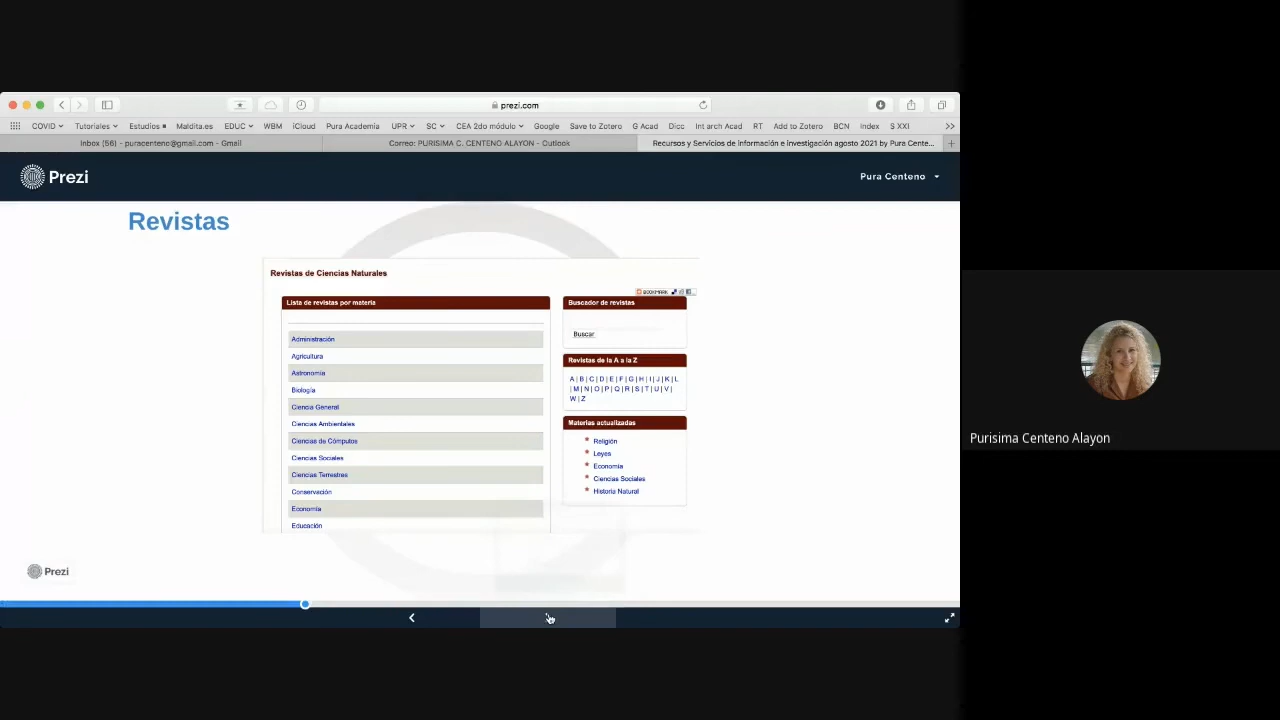 prezi.com
COVID Tutoriales Estudios Maldita.es EDUC WBM iCloud Pura Academia UPR SC CEA 2do módulo Google Save to Zotero G Acad Dicc Int arch Acad RT Add to Zotero BCN Index S XXI
Inbox (56) - puracenteno@gmail.com - Gmail
Correo: PURISIMA C. CENTENO ALAYON - Outlook
Recursos y Servicios de información e investigación agosto 2021 by Pura Cente...
Prezi
Pura Centeno
Revistas
Revistas de Ciencias Naturales
BOOKMARK
Lista de revistas por materia
Administración
Agricultura
Astronomía
Biología
Ciencia General
Ciencias Ambientales
Ciencias de Cómputos
Ciencias Sociales
Ciencias Terrestres
Conservación
Economía
Educación
Buscador de revistas
Buscar
Revistas de la A a la Z
A | B | C | D | E | F | G | H | I | J | K | L
| M | N | O | P | Q | R | S | T | U | V |
W | Z
Materias actualizadas
* Religión
* Leyes
* Economía
* Ciencias Sociales
* Historia Natural
Prezi
Purisima Centeno Alayon